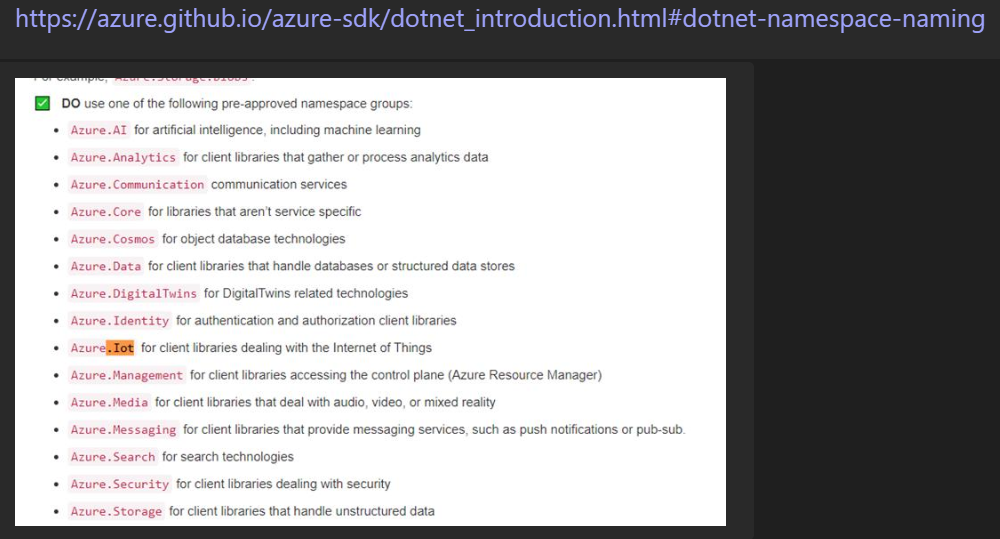 https://azure.github.io/azure-sdk/dotnet_introduction.html#dotnet-namespace-naming
For example, Azure.Storage.Blobs.
DO use one of the following pre-approved namespace groups:
Azure.AI for artificial intelligence, including machine learning
Azure.Analytics for client libraries that gather or process analytics data
Azure.Communication communication services
Azure.Core for libraries that aren't service specific
Azure.Cosmos for object database technologies
Azure.Data for client libraries that handle databases or structured data stores
Azure.DigitalTwins for DigitalTwins related technologies
Azure.Identity for authentication and authorization client libraries
Azure.Iot for client libraries dealing with the Internet of Things
Azure.Management for client libraries accessing the control plane (Azure Resource Manager)
Azure.Media for client libraries that deal with audio, video, or mixed reality
Azure.Messaging for client libraries that provide messaging services, such as push notifications or pub-sub.
Azure.Search for search technologies
Azure.Security for client libraries dealing with security
Azure.Storage for client libraries that handle unstructured data